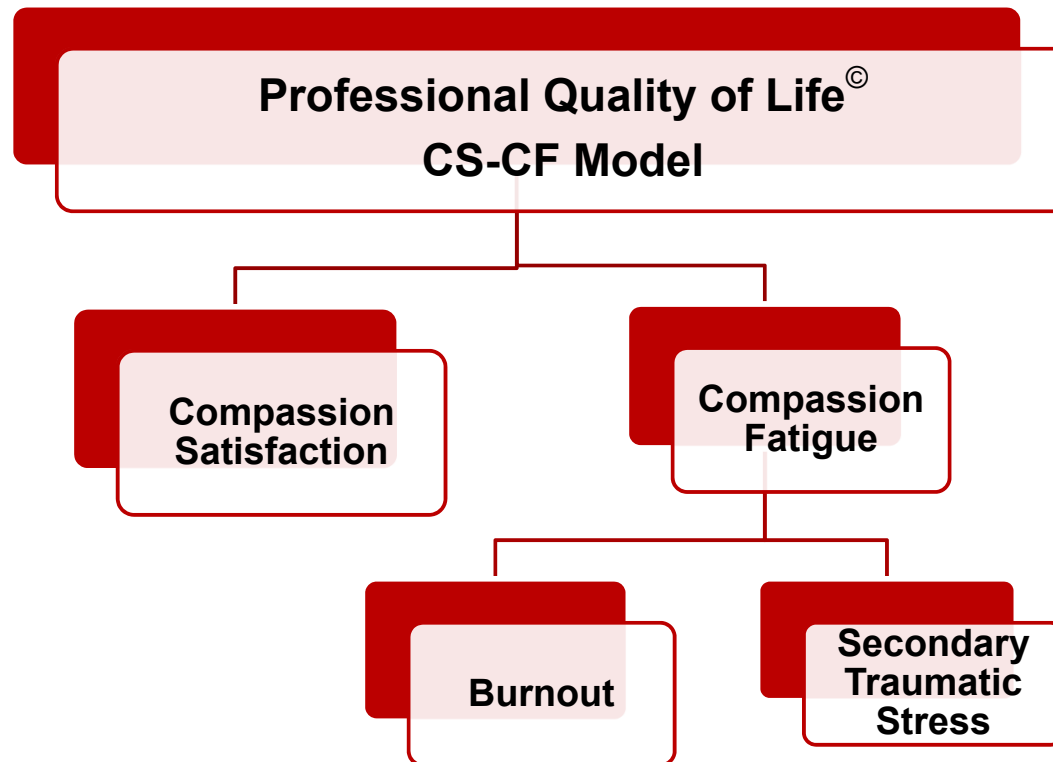 Professional Quality of Life©
CS-CF Model
Compassion
Satisfaction
Compassion
Fatigue
Burnout
Secondary
Traumatic
Stress